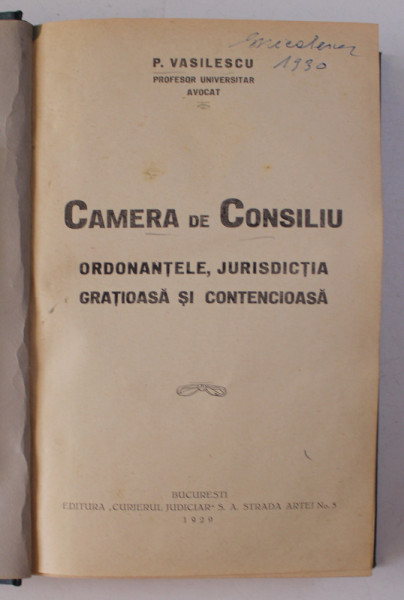 1930
P. VASILESCU
PROFESOR UNIVERSITAR
AVOCAT
CAMERA DE CONSILIU
ORDONANȚELE, JURISDICȚIA
GRAȚIOASĂ ȘI CONTENCIOASĂ
BUCUREȘTI
EDITURA „CURIERUL JUDICIAR" S. A. STRADA ARTEI No. 5
1929